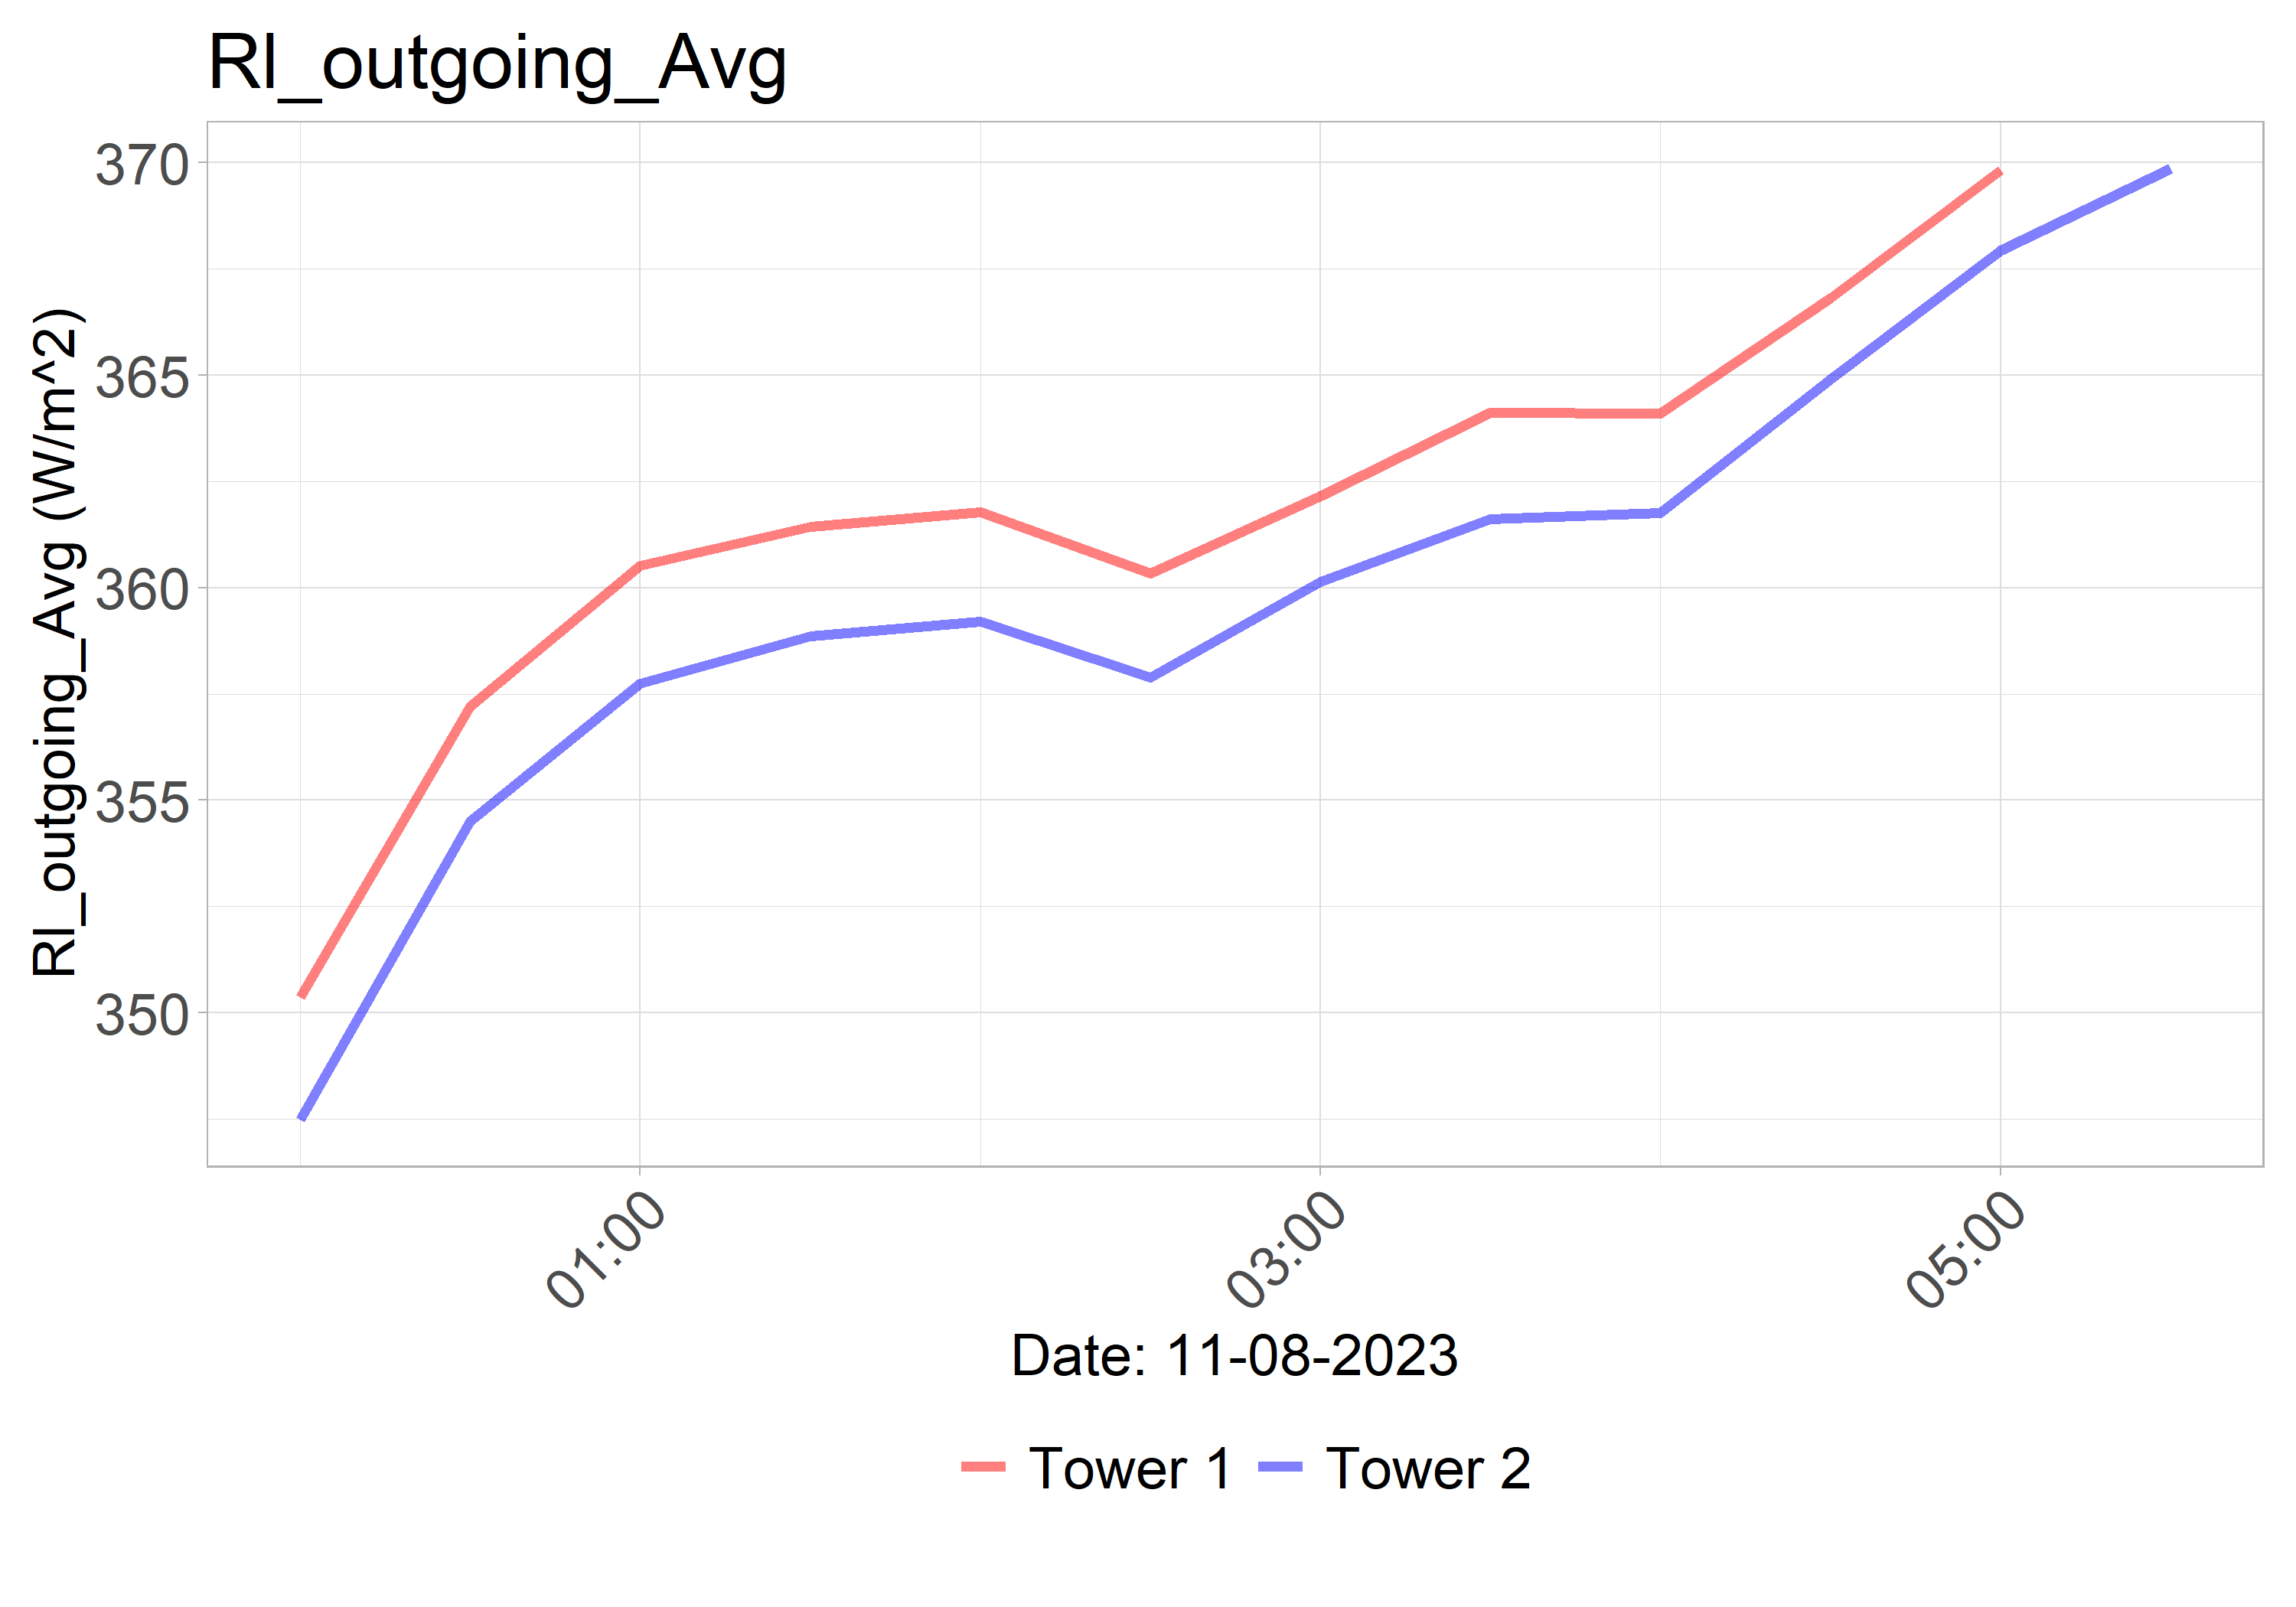 Rl_outgoing_Avg
Rl_outgoing_Avg (W/m^2)
370
365
360
355
350
01:00
03:00
05:00
Date: 11-08-2023
Tower 1
Tower 2